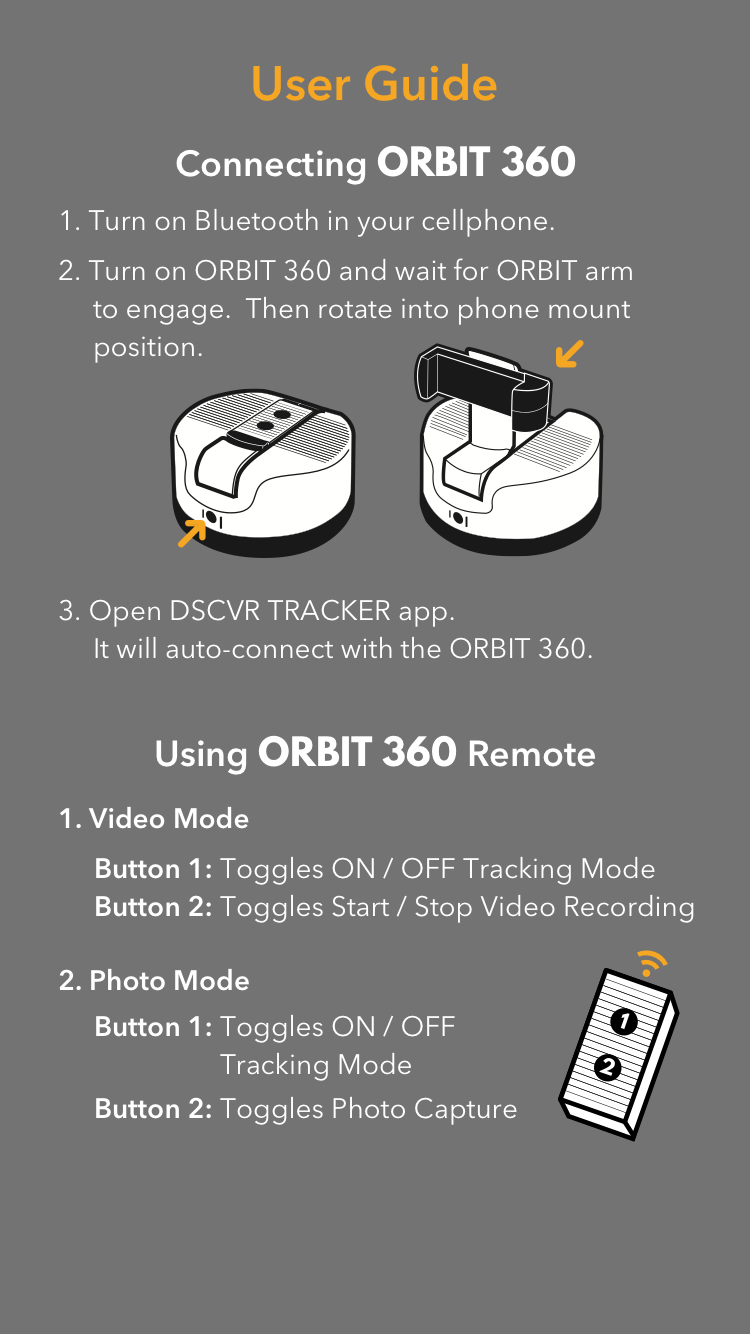 User Guide
Connecting ORBIT 360
1. Turn on Bluetooth in your cellphone.
2. Turn on ORBIT 360 and wait for ORBIT arm
to engage.  Then rotate into phone mount
position.
3. Open DSCVR TRACKER app.
It will auto-connect with the ORBIT 360.
Using ORBIT 360 Remote
1. Video Mode
Button 1: Toggles ON / OFF Tracking Mode
Button 2: Toggles Start / Stop Video Recording
2. Photo Mode
Button 1: Toggles ON / OFF
Tracking Mode
Button 2: Toggles Photo Capture
1
2